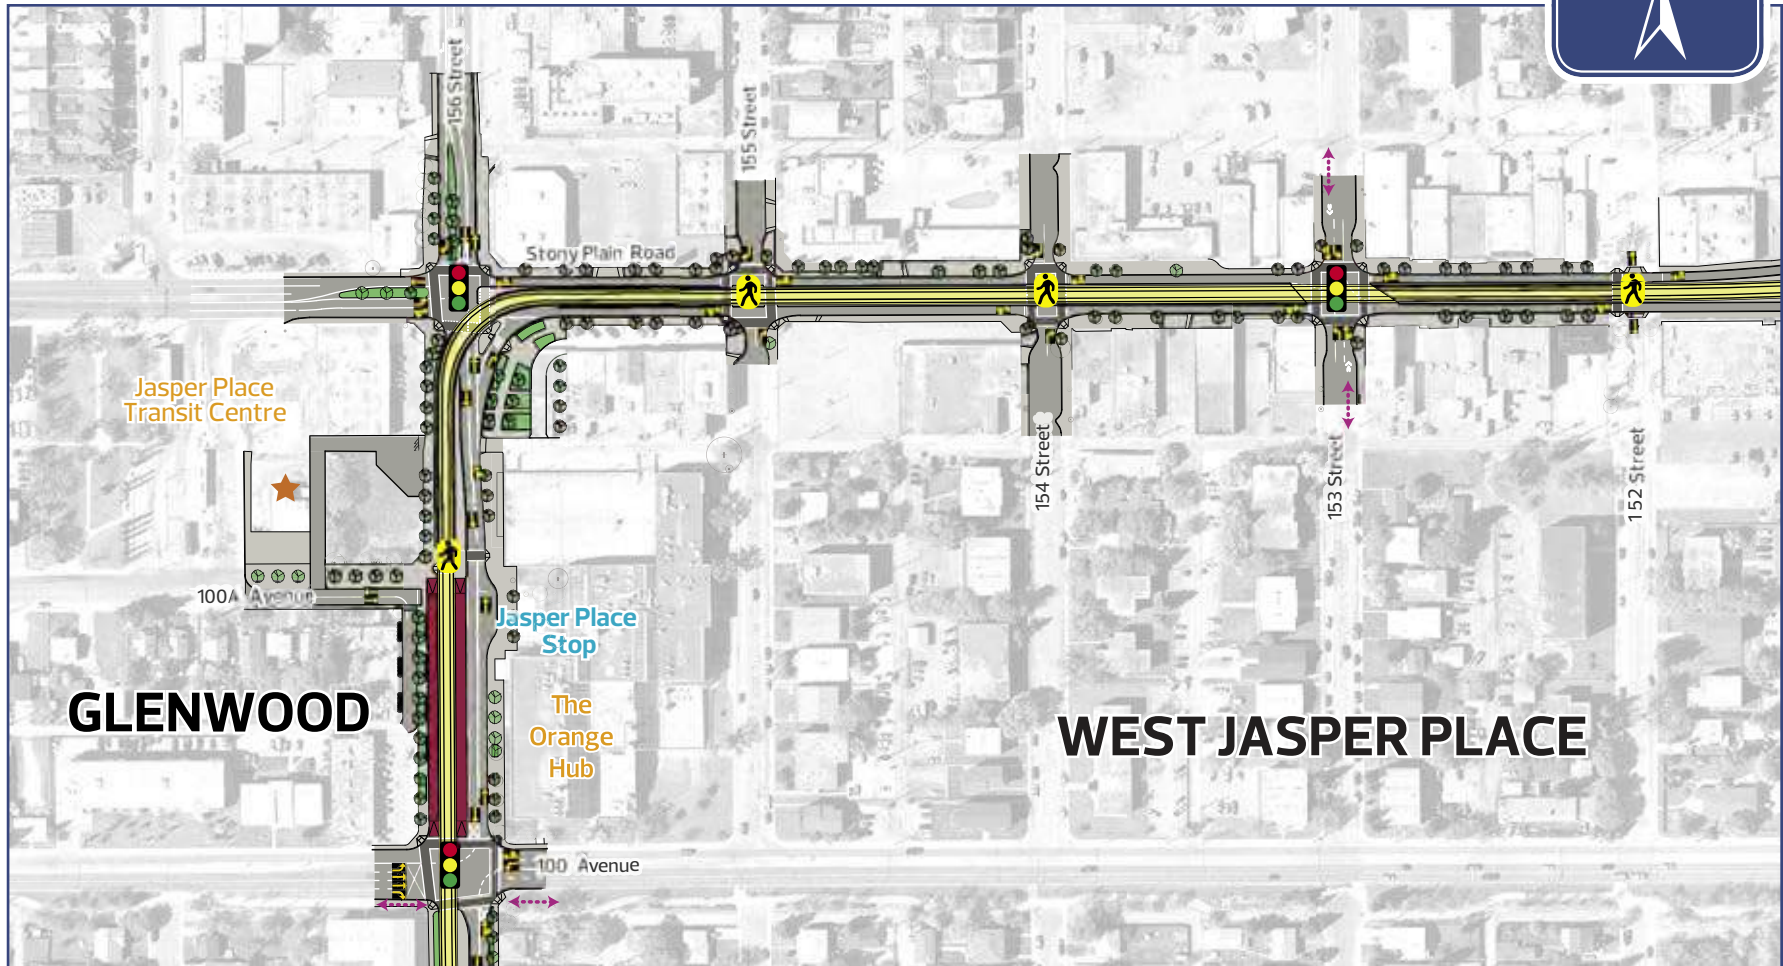 156 Street
155 Street
Stony Plain Road
Jasper Place
Transit Centre
154 Street
153 Street
152 Street
100A Avenue
Jasper Place
Stop
GLENWOOD
The
Orange
Hub
WEST JASPER PLACE
100 Avenue